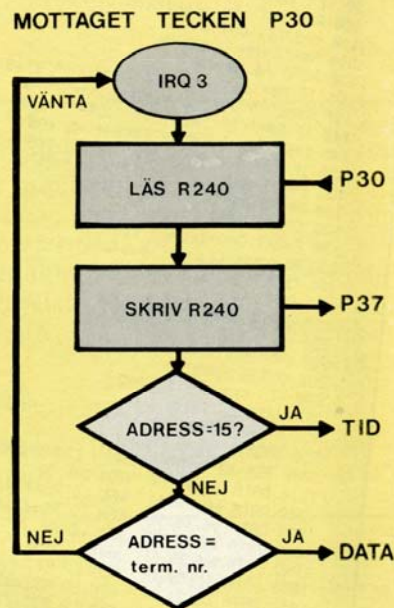 MOTTAGET TECKEN P30
IRQ 3
VÄNTA
LÄS R240
P30
SKRIV R240
P37
ADRESS=15?
JA
TID
NEJ
NEJ
ADRESS=
term. nr.
JA
DATA